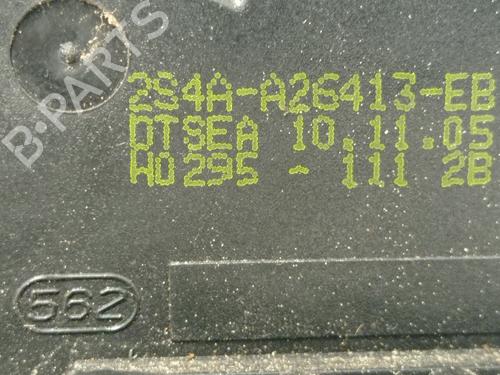 B-PARTS
2S4A-A26413-EB
DTSEA 10.11.05
H0295 - 111 2B
562